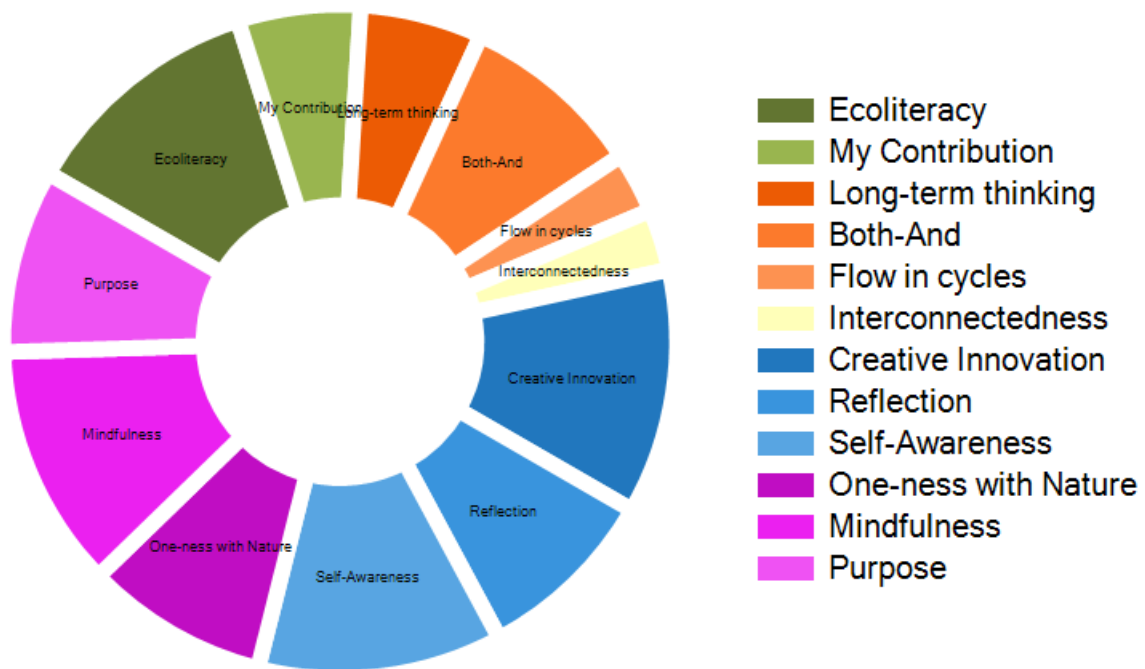 My Contribution
Long-term thinking
Ecoliteracy
Both-And
Flow in cycles
Interconnectedness
Purpose
Creative Innovation
Mindfulness
Reflection
One-ness with Nature
Self-Awareness
Ecoliteracy
My Contribution
Long-term thinking
Both-And
Flow in cycles
Interconnectedness
Creative Innovation
Reflection
Self-Awareness
One-ness with Nature
Mindfulness
Purpose